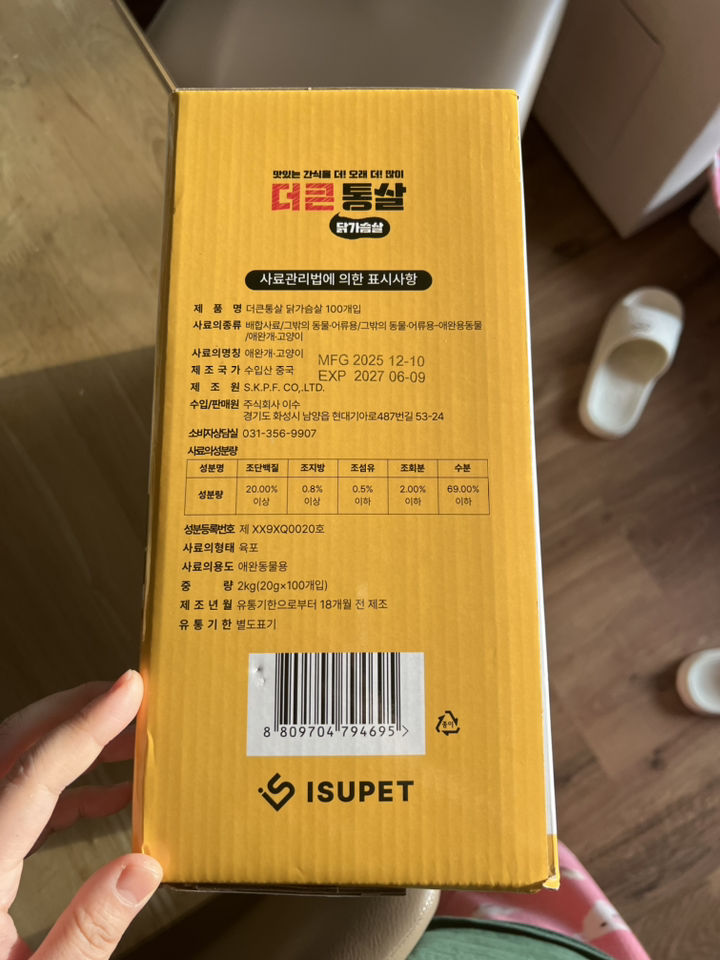 맛있는 간식을 더! 오래 더! 많이
더큰 통살
닭가슴살
사료관리법에 의한 표시사항
제 품 명 더큰통살 닭가슴살 100개입
사료의종류 배합사료/그밖의 동물·어류용/그밖의 동물·어류용-애완용동물
/애완개·고양이
사료의명칭 애완개·고양이
MFG 2025 12-10
제 조 국 가 수입산 중국
EXP 2027 06-09
제 조 원 S.K.P.F. CO,.LTD.
수입/판매원 주식회사 이수
경기도 화성시 남양읍 현대기아로487번길 53-24
소비자상담실 031-356-9907
사료의성분량
성분명 조단백질 조지방 조섬유 조회분 수분
성분량 20.00% 이상 0.8% 이상 0.5% 이하 2.00% 이하 69.00% 이하
성분등록번호 제 XX9XQ0020호
사료의형태 육포
사료의용도 애완동물용
중 량 2kg(20g×100개입)
제 조 년 월 유통기한으로부터 18개월 전 제조
유 통 기 한 별도표기
8 809704 794695 >
종이
ISUPET